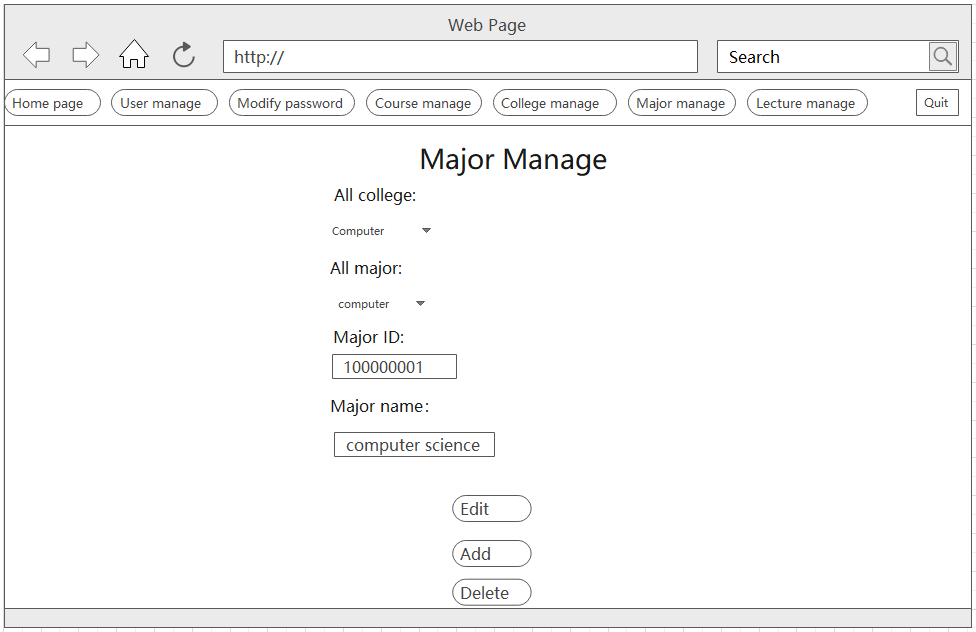 Web Page
http://
Search
Home page
User manage
Modify password
Course manage
College manage
Major manage
Lecture manage
Quit
Major Manage
All college:
Computer
All major:
computer
Major ID:
100000001
Major name：
computer science
Edit
Add
Delete